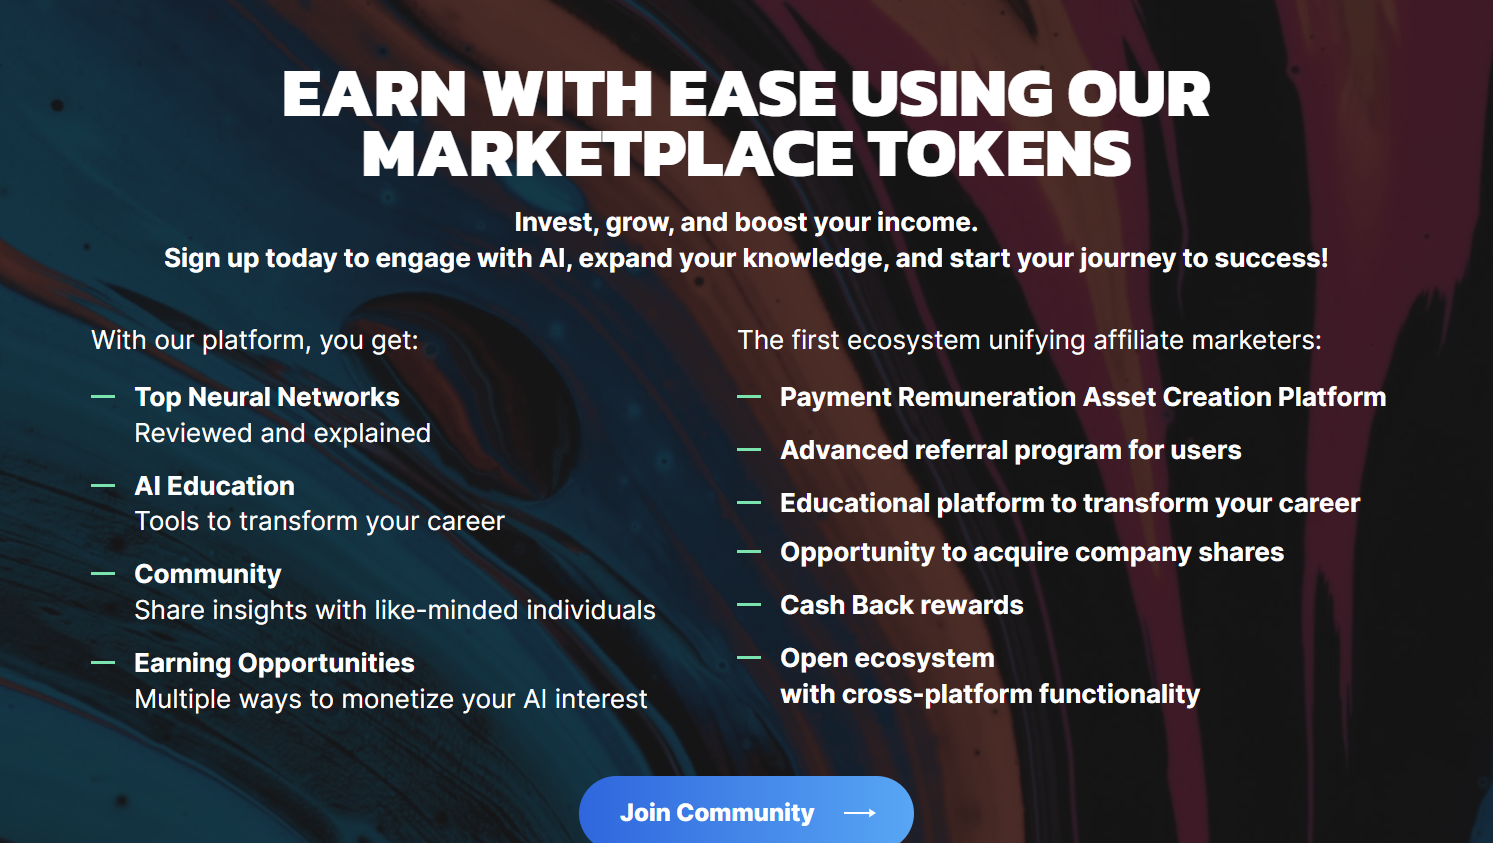 EARN WITH EASE USING OUR
MARKETPLACE TOKENS
Invest, grow, and boost your income.
Sign up today to engage with AI, expand your knowledge, and start your journey to success!
With our platform, you get:
Top Neural Networks
Reviewed and explained
AI Education
Tools to transform your career
Community
Share insights with like-minded individuals
Earning Opportunities
Multiple ways to monetize your AI interest
The first ecosystem unifying affiliate marketers:
Payment Remuneration Asset Creation Platform
Advanced referral program for users
Educational platform to transform your career
Opportunity to acquire company shares
Cash Back rewards
Open ecosystem
with cross-platform functionality
Join Community